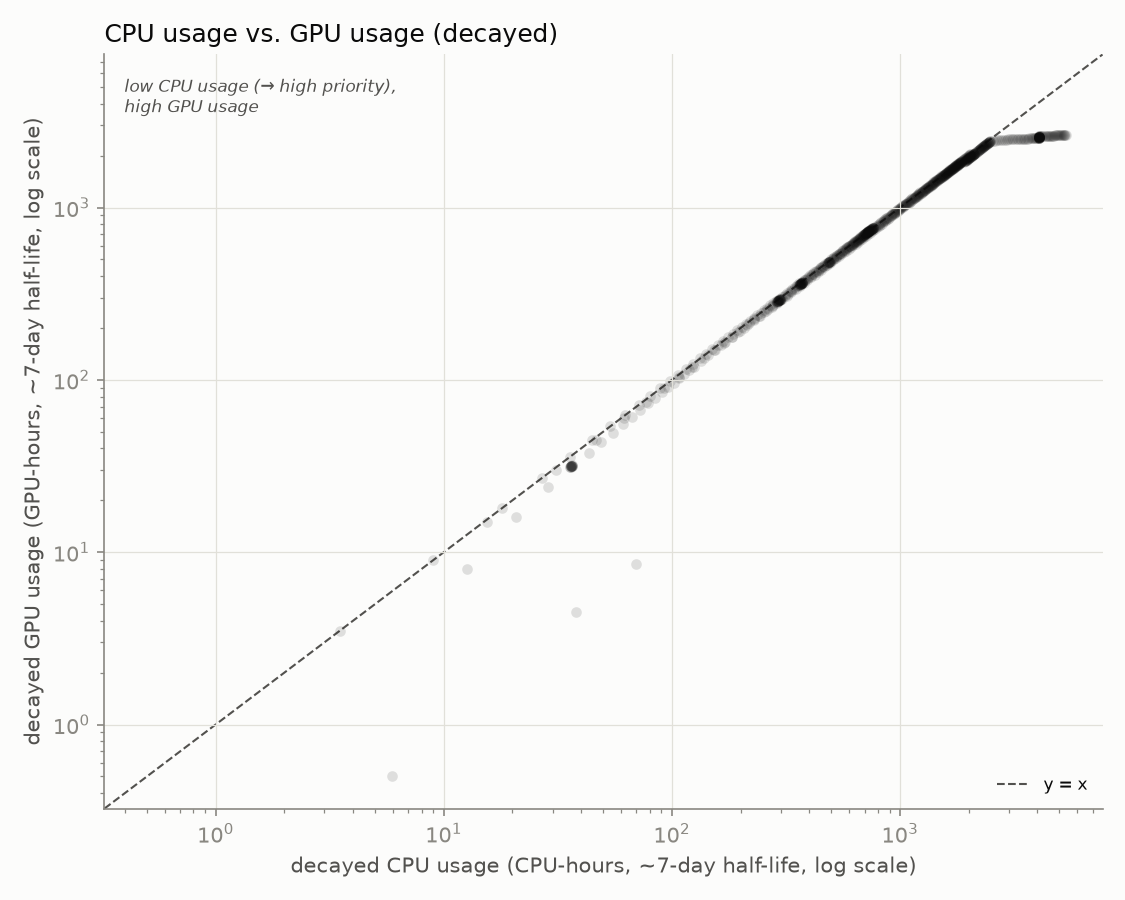 CPU usage vs. GPU usage (decayed)
low CPU usage (→ high priority),
high GPU usage
decayed GPU usage (GPU-hours, ~7-day half-life, log scale)
10³
10²
10¹
10⁰
y = x
10⁰ 10¹ 10² 10³
decayed CPU usage (CPU-hours, ~7-day half-life, log scale)